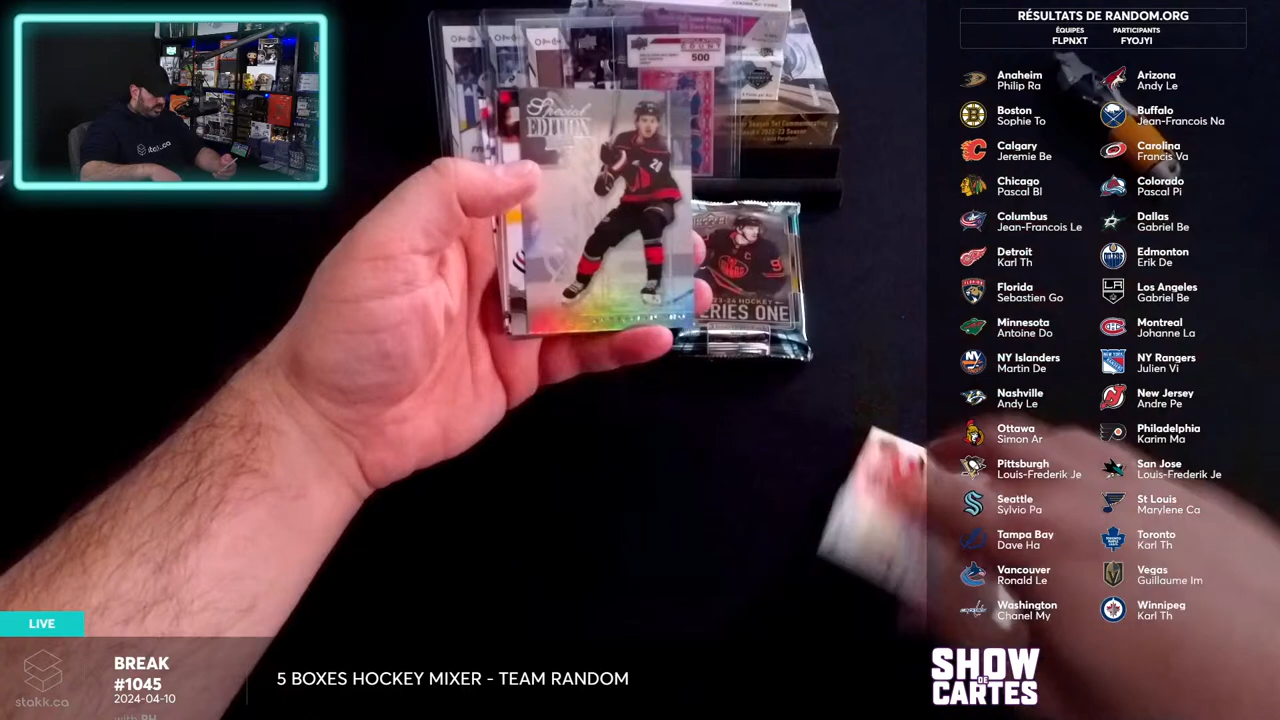 RÉSULTATS DE RANDOM.ORG
ÉQUIPES
FLPNXT
PARTICIPANTS
FYOJYI
Anaheim
Philip Ra
Arizona
Andy Le
Boston
Sophie To
Buffalo
Jean-Francois Na
Calgary
Jeremie Be
Carolina
Francis Va
Chicago
Pascal Bl
Colorado
Pascal Pi
Columbus
Jean-Francois Le
Dallas
Gabriel Be
Detroit
Karl Th
Edmonton
Erik De
Florida
Sebastien Go
Los Angeles
Gabriel Be
Minnesota
Antoine Do
Montreal
Johanne La
NY Islanders
Martin De
NY Rangers
Julien Vi
Nashville
Andy Le
New Jersey
Andre Pe
Ottawa
Simon Ar
Philadelphia
Karim Ma
Pittsburgh
Louis-Frederik Je
San Jose
Louis-Frederik Je
Seattle
Sylvio Pa
St Louis
Marylene Ca
Tampa Bay
Dave Ha
Toronto
Karl Th
Vancouver
Ronald Le
Vegas
Guillaume Im
Washington
Chanel My
Winnipeg
Karl Th
500
Special
EDITION
23-24 HOCKEY
ERIES ONE
stakk.ca
LIVE
BREAK
#1045
2024-04-10
stakk.ca
5 BOXES HOCKEY MIXER - TEAM RANDOM
SHOW
DE
CARTES